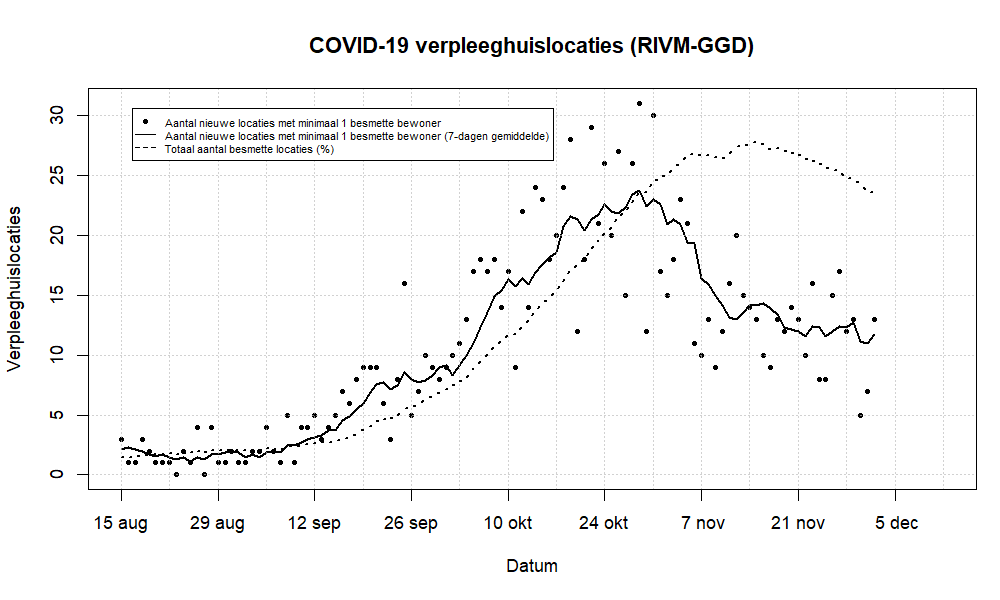 COVID-19 verpleeghuislocaties (RIVM-GGD)
Aantal nieuwe locaties met minimaal 1 besmette bewoner
Aantal nieuwe locaties met minimaal 1 besmette bewoner (7-dagen gemiddelde)
Totaal aantal besmette locaties (%)
Verpleeghuislocaties
30
25
20
15
10
5
0
15 aug 29 aug 12 sep 26 sep 10 okt 24 okt 7 nov 21 nov 5 dec
Datum